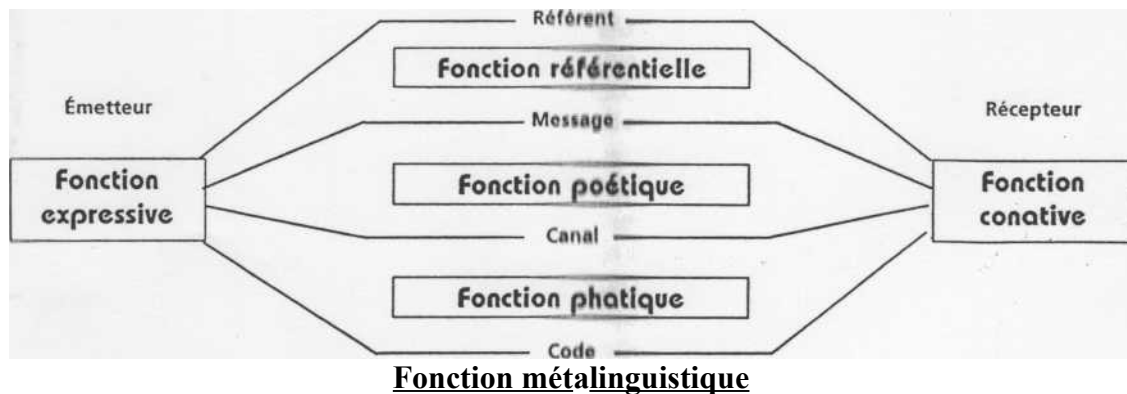 Référent
Fonction référentielle
Émetteur
Récepteur
Message
Fonction
expressive
Fonction poétique
Fonction
conative
Canal
Fonction phatique
Code
Fonction métalinguistique